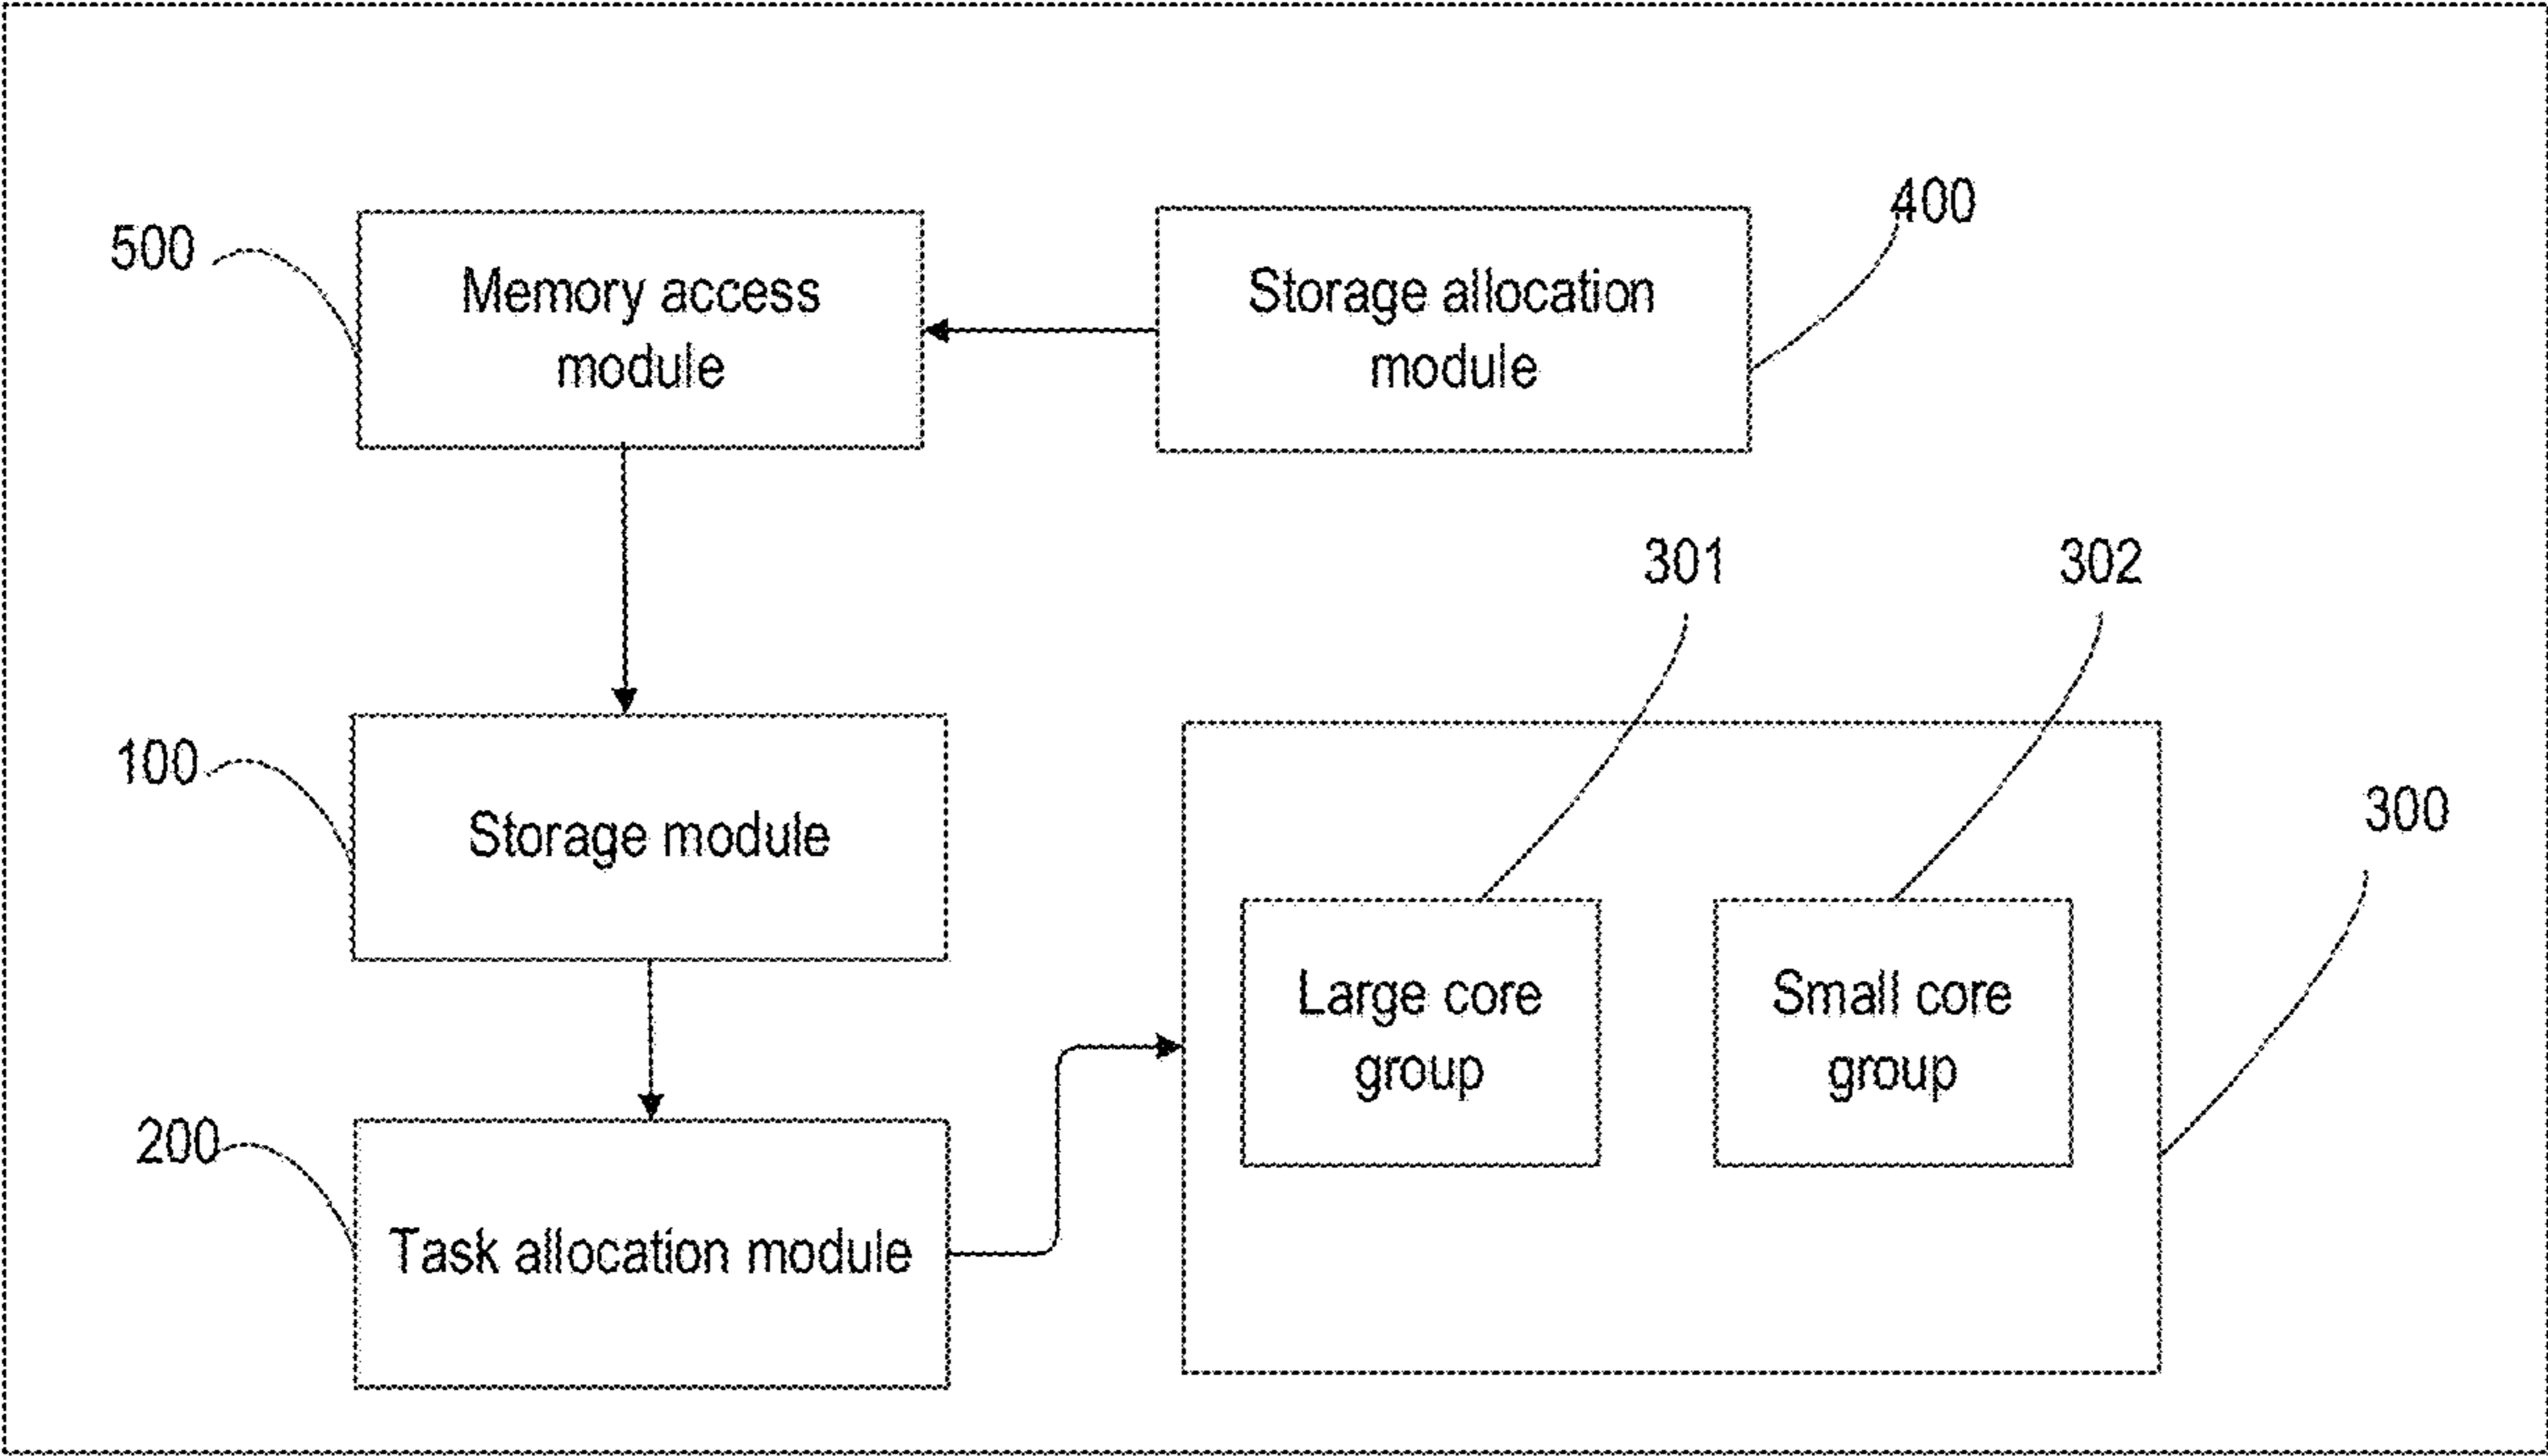 400
500
Memory access
module
Storage allocation
module
301
302
100
Storage module
300
Large core
group
Small core
group
200
Task allocation module